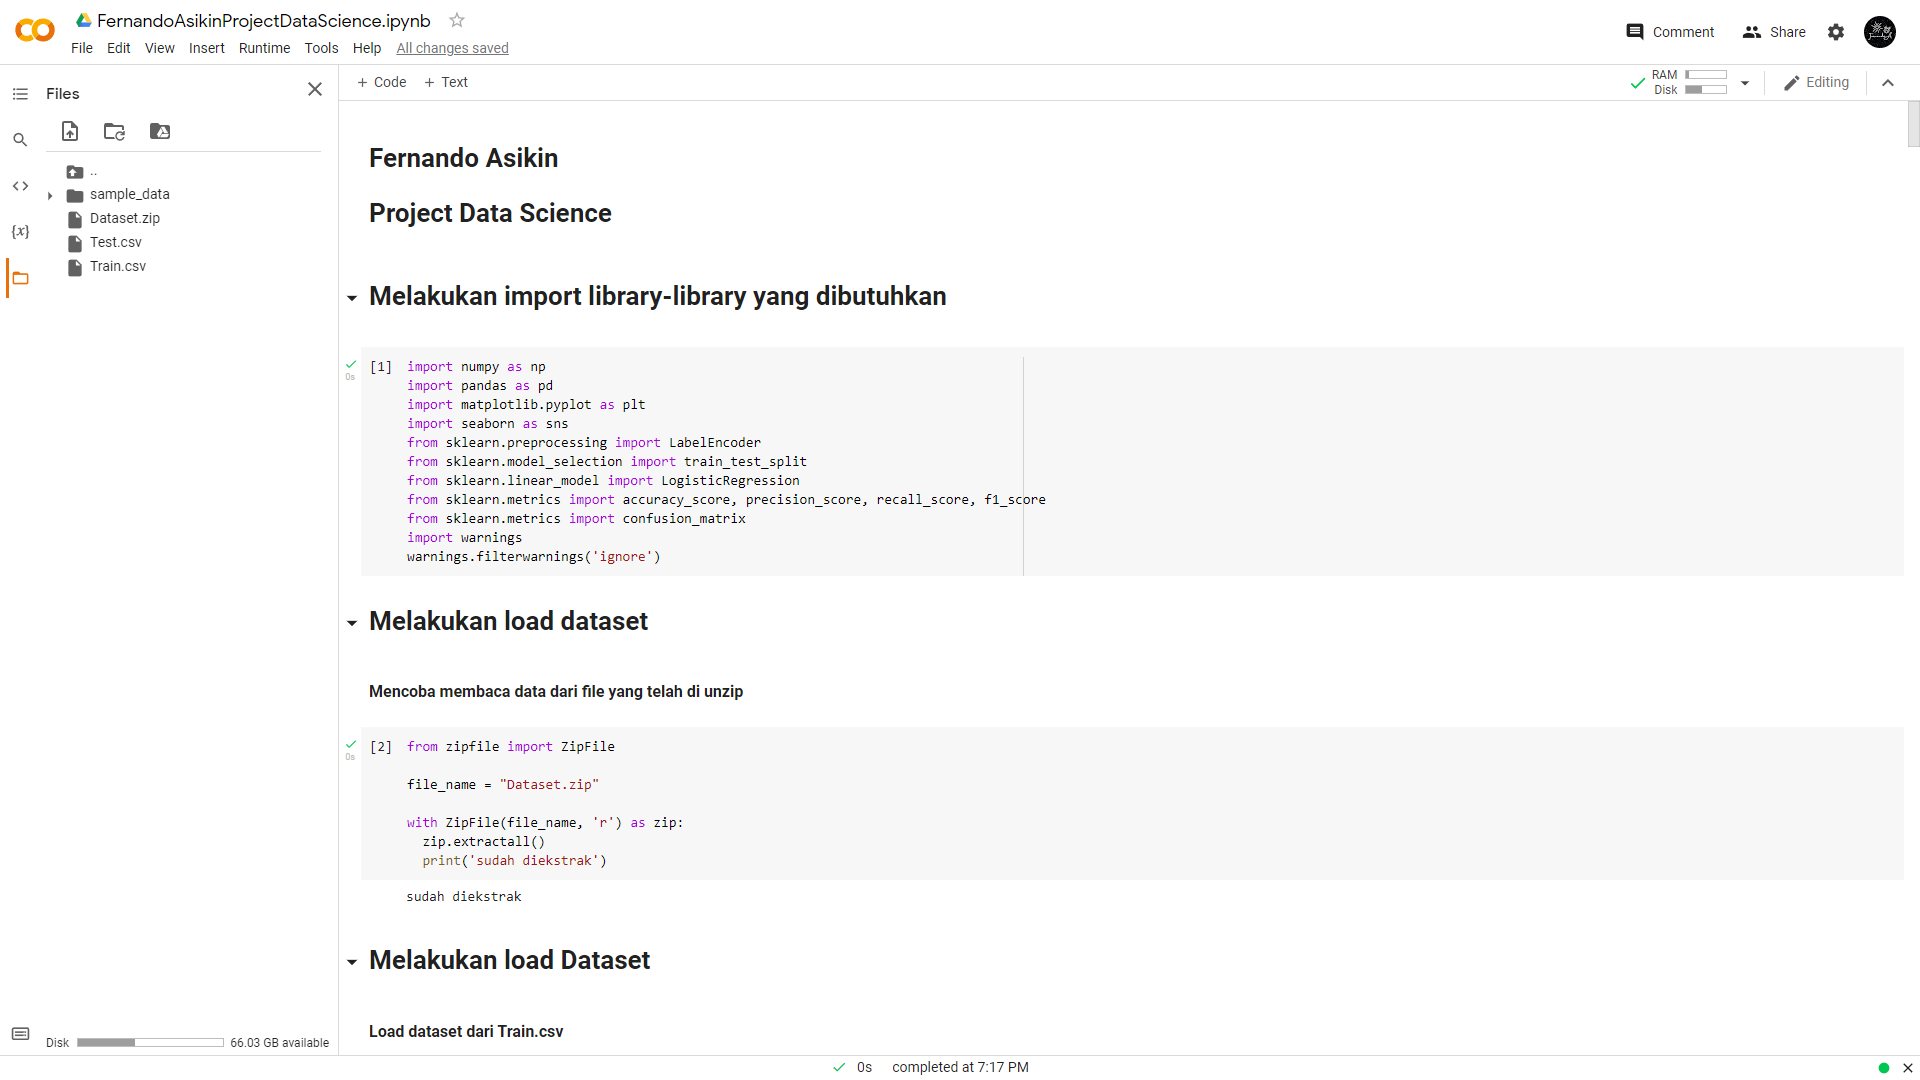 FernandoAsikinProjectDataScience.ipynb
File Edit View Insert Runtime Tools Help All changes saved
Comment Share
Files
+ Code + Text
RAM
Disk
Editing
..
sample_data
Dataset.zip
Test.csv
Train.csv
{x}
Fernando Asikin
Project Data Science
Melakukan import library-library yang dibutuhkan
0s
[1] import numpy as np
import pandas as pd
import matplotlib.pyplot as plt
import seaborn as sns
from sklearn.preprocessing import LabelEncoder
from sklearn.model_selection import train_test_split
from sklearn.linear_model import LogisticRegression
from sklearn.metrics import accuracy_score, precision_score, recall_score, f1_score
from sklearn.metrics import confusion_matrix
import warnings
warnings.filterwarnings('ignore')
Melakukan load dataset
Mencoba membaca data dari file yang telah di unzip
0s
[2] from zipfile import ZipFile
file_name = "Dataset.zip"
with ZipFile(file_name, 'r') as zip:
zip.extractall()
print('sudah diekstrak')
sudah diekstrak
Melakukan load Dataset
Load dataset dari Train.csv
Disk 66.03 GB available
0s completed at 7:17 PM